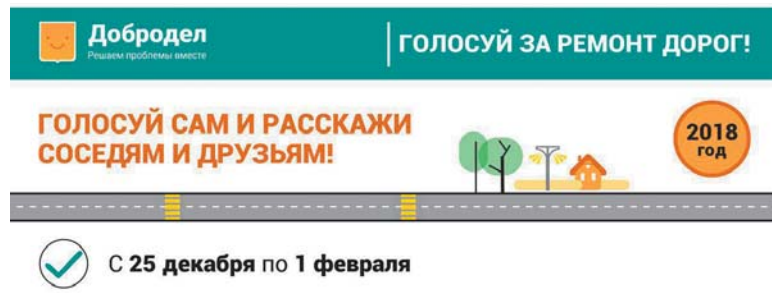 Добродел
Решаем проблемы вместе
ГОЛОСУЙ ЗА РЕМОНТ ДОРОГ!
ГОЛОСУЙ САМ И РАССКАЖИ
СОСЕДЯМ И ДРУЗЬЯМ!
2018
год
С 25 декабря по 1 февраля